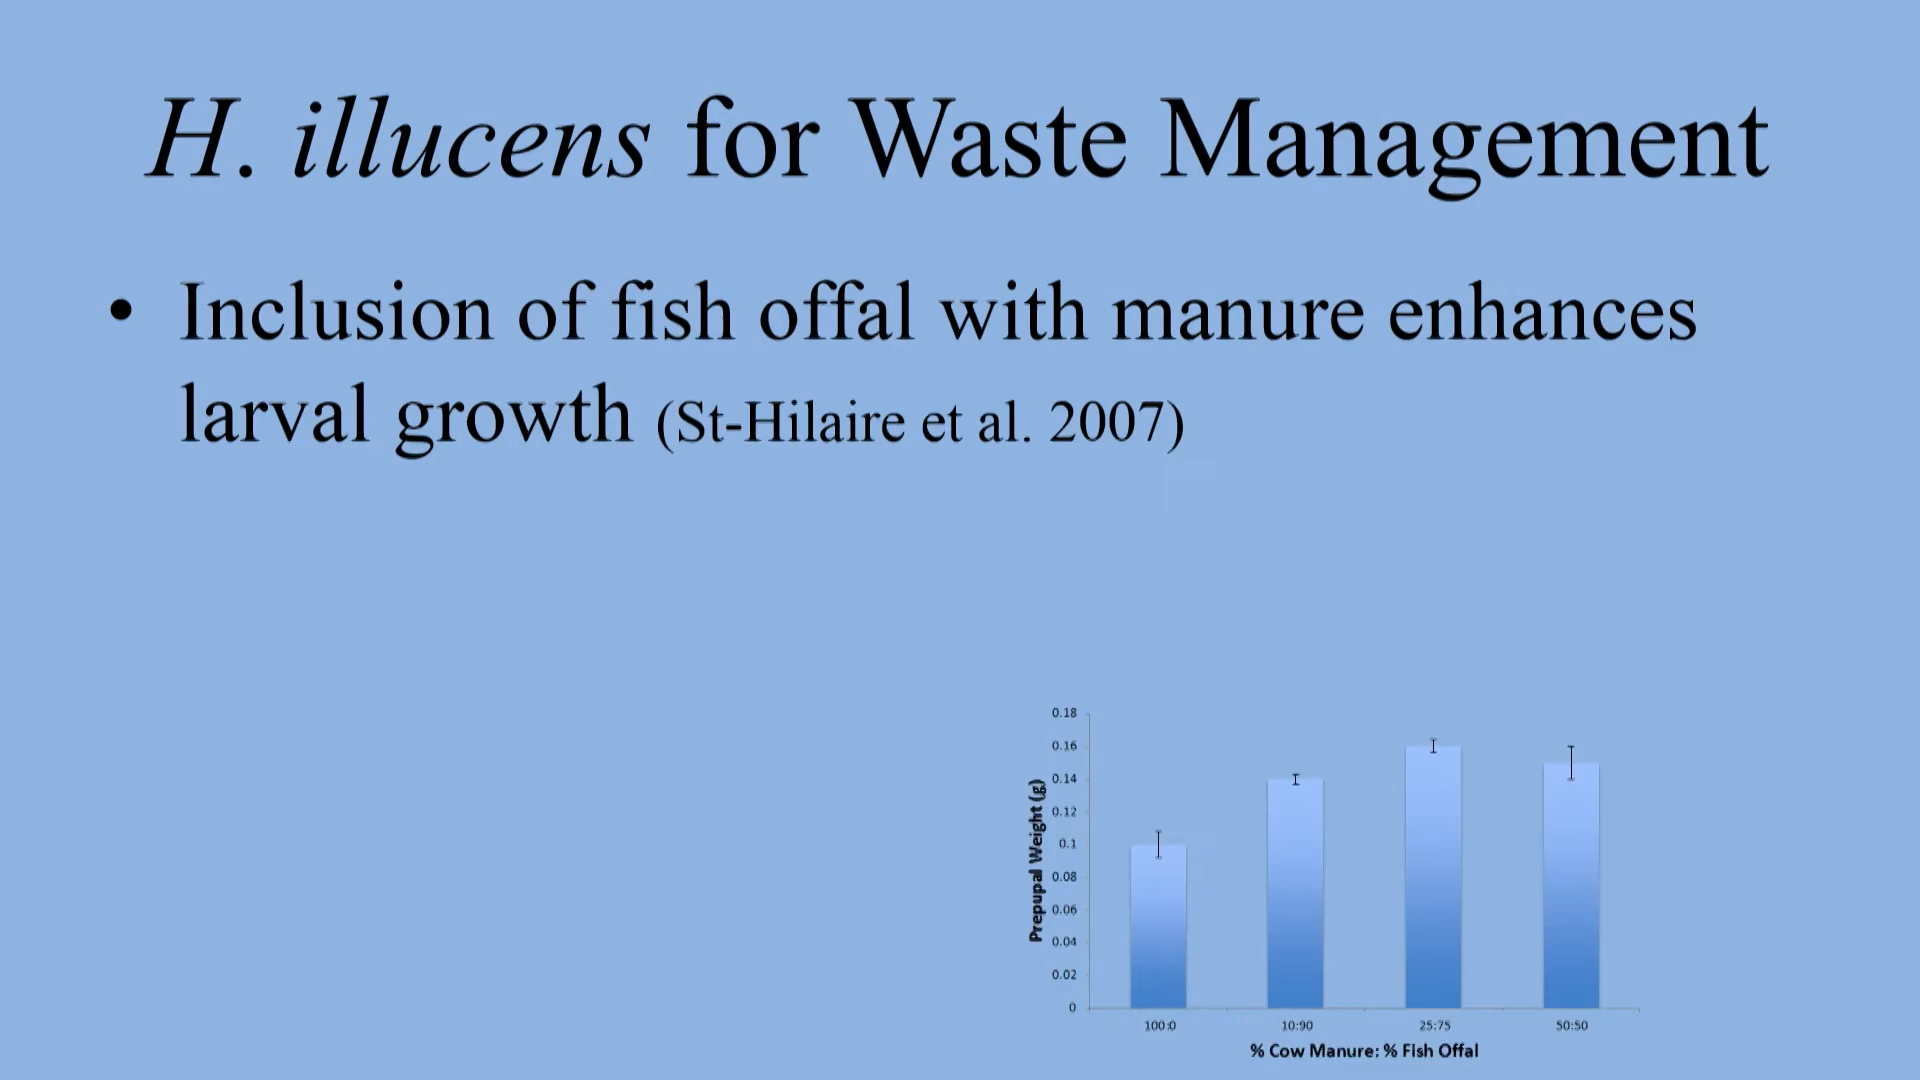 H. illucens for Waste Management
• Inclusion of fish offal with manure enhances
larval growth (St-Hilaire et al. 2007)
0.18
0.16
0.14
0.12
0.1
0.08
0.06
0.04
0.02
0
Prepupal Weight (g)
100:0 10:90 25:75 50:50
% Cow Manure: % Fish Offal